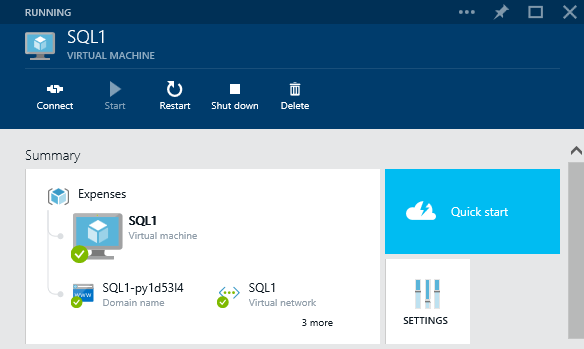 RUNNING
SQL1
VIRTUAL MACHINE
Connect
Start
Restart
Shut down
Delete
Summary
Expenses
SQL1
Virtual machine
SQL1-py1d53l4
Domain name
SQL1
Virtual network
3 more
Quick start
SETTINGS
WWW